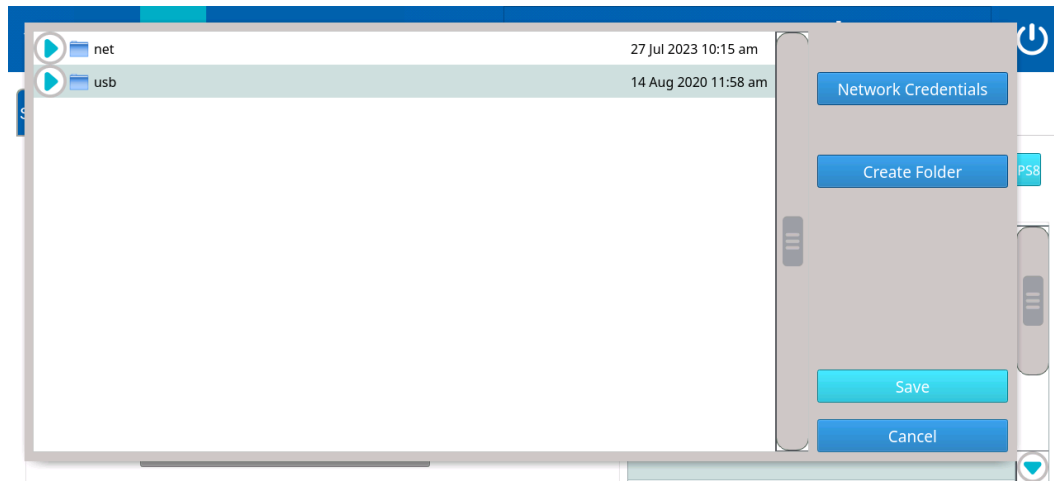 net 27 Jul 2023 10:15 am
usb 14 Aug 2020 11:58 am
Network Credentials
Create Folder
PS8
Save
Cancel